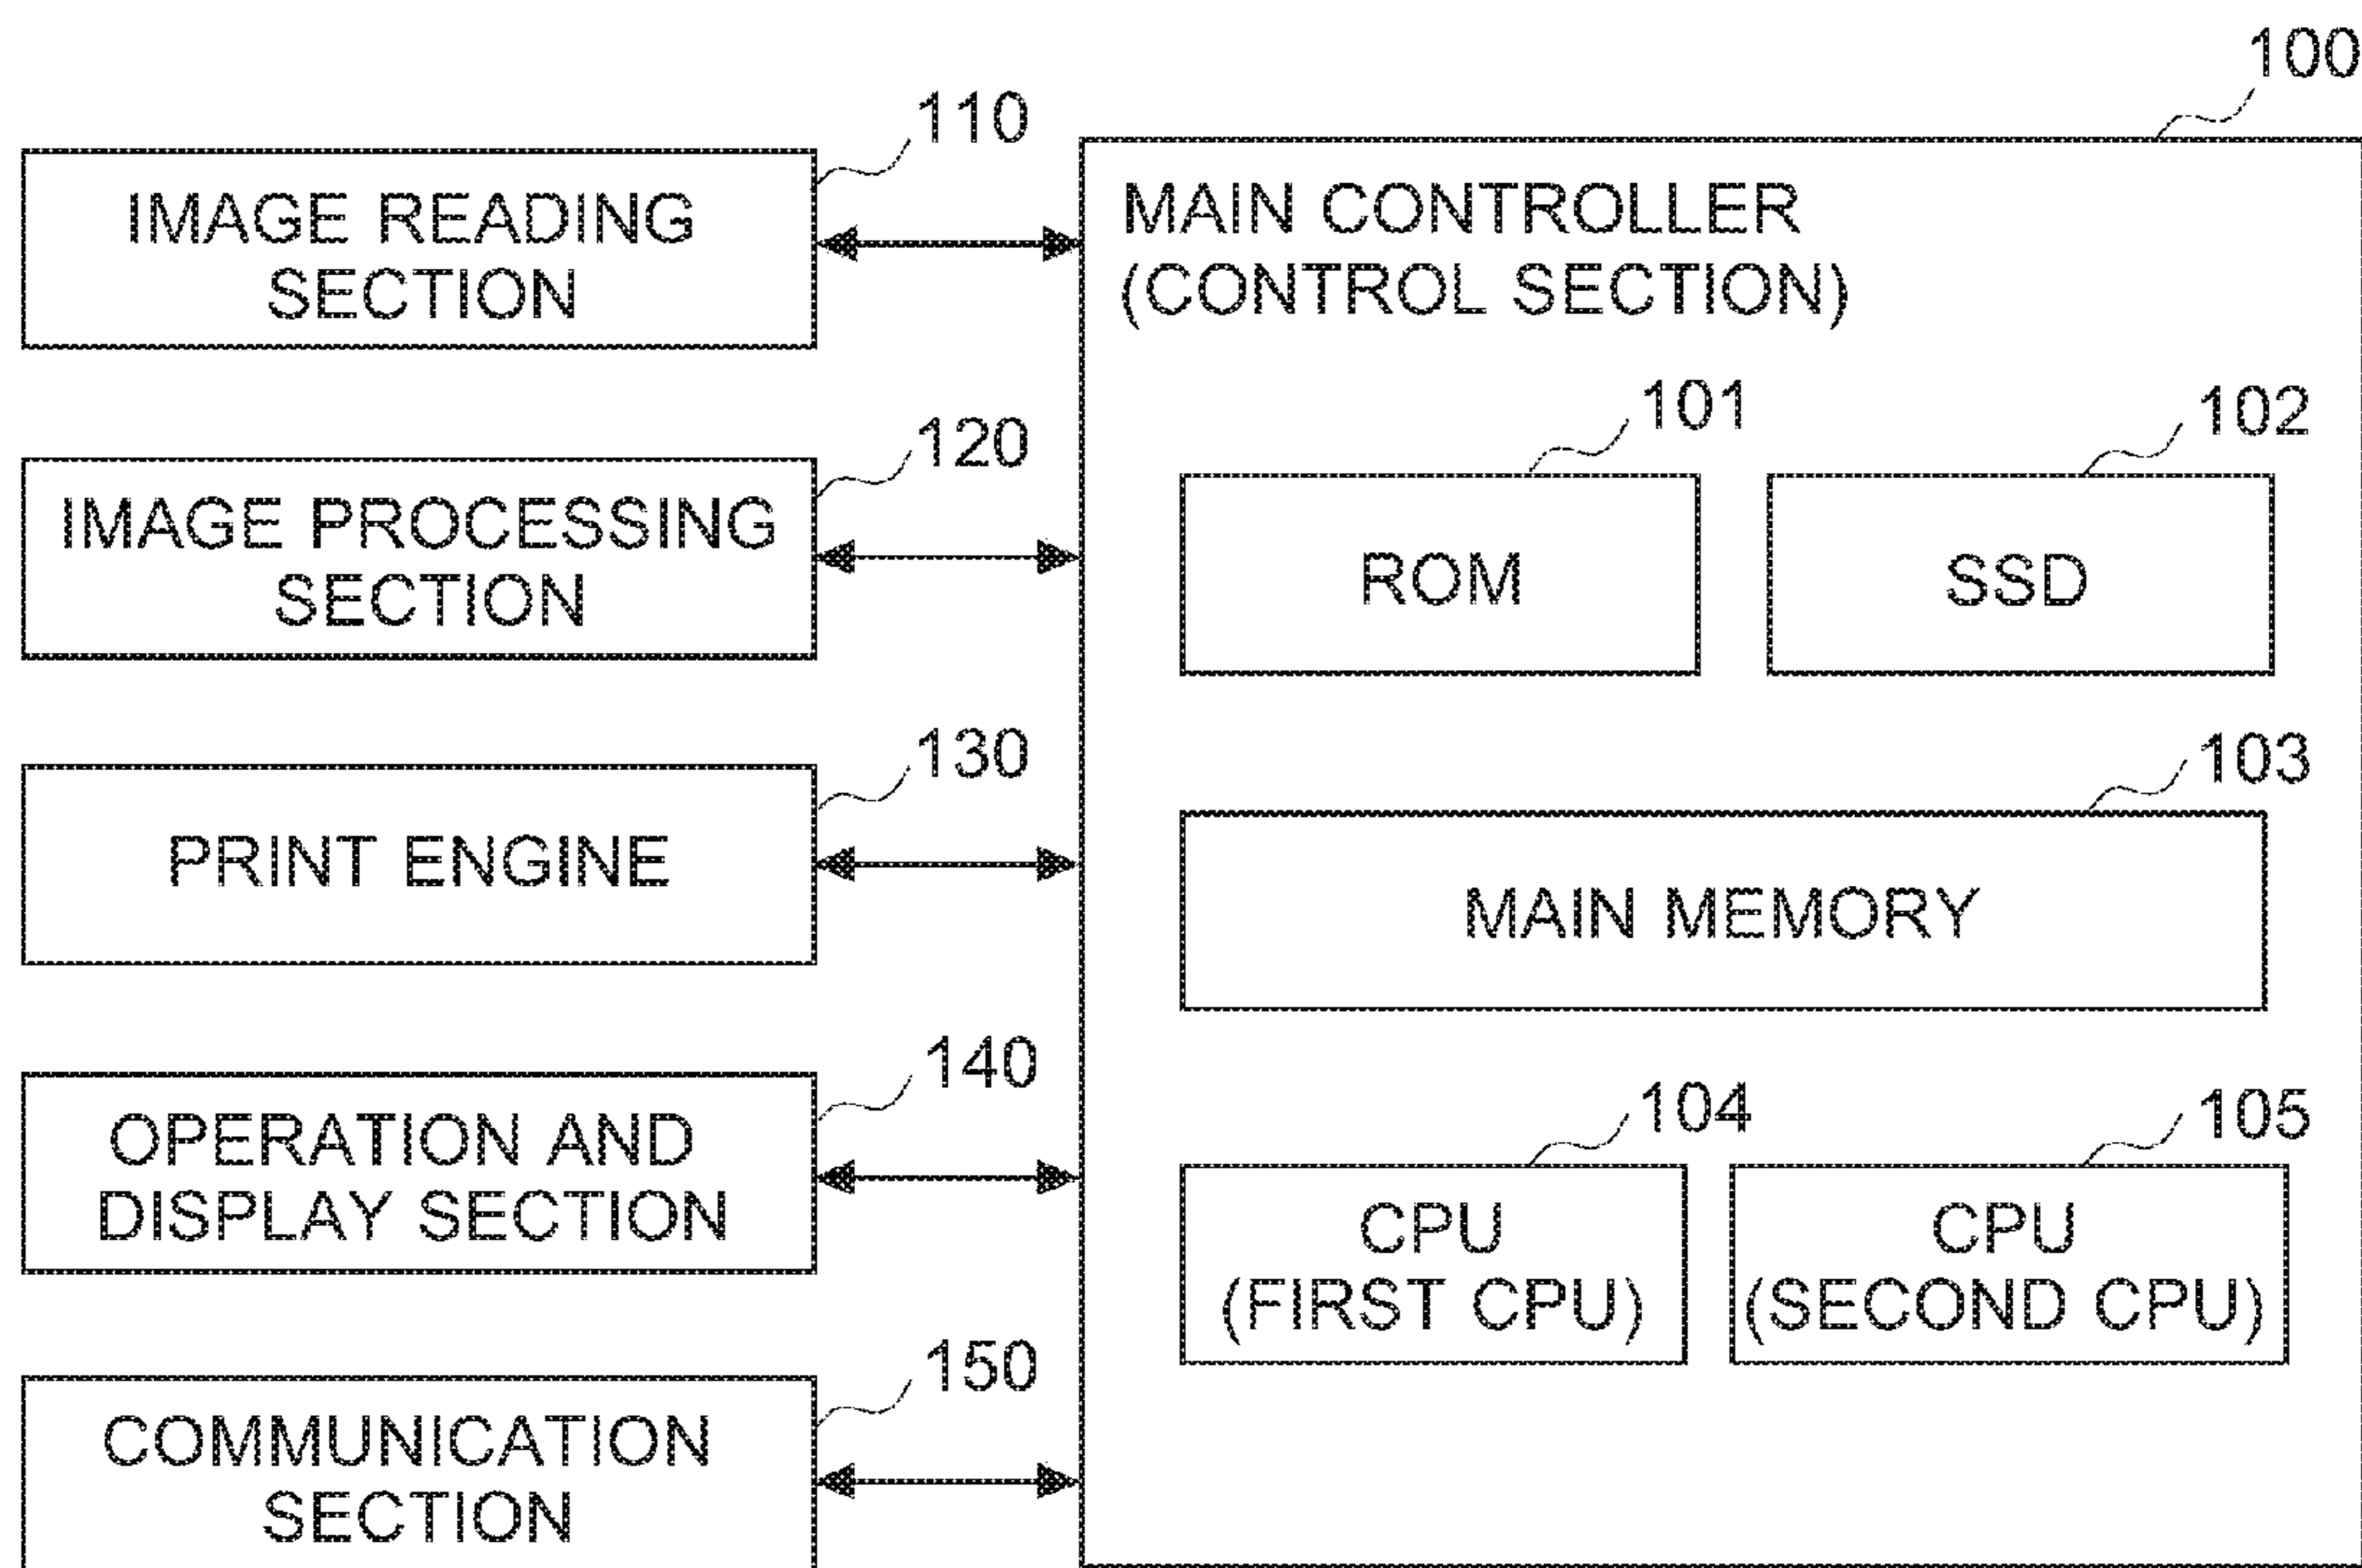 100
110
IMAGE READING
SECTION
MAIN CONTROLLER
(CONTROL SECTION)
101
102
120
IMAGE PROCESSING
SECTION
ROM
SSD
130
103
PRINT ENGINE
MAIN MEMORY
140
104
105
OPERATION AND
DISPLAY SECTION
CPU
(FIRST CPU)
CPU
(SECOND CPU)
150
COMMUNICATION
SECTION